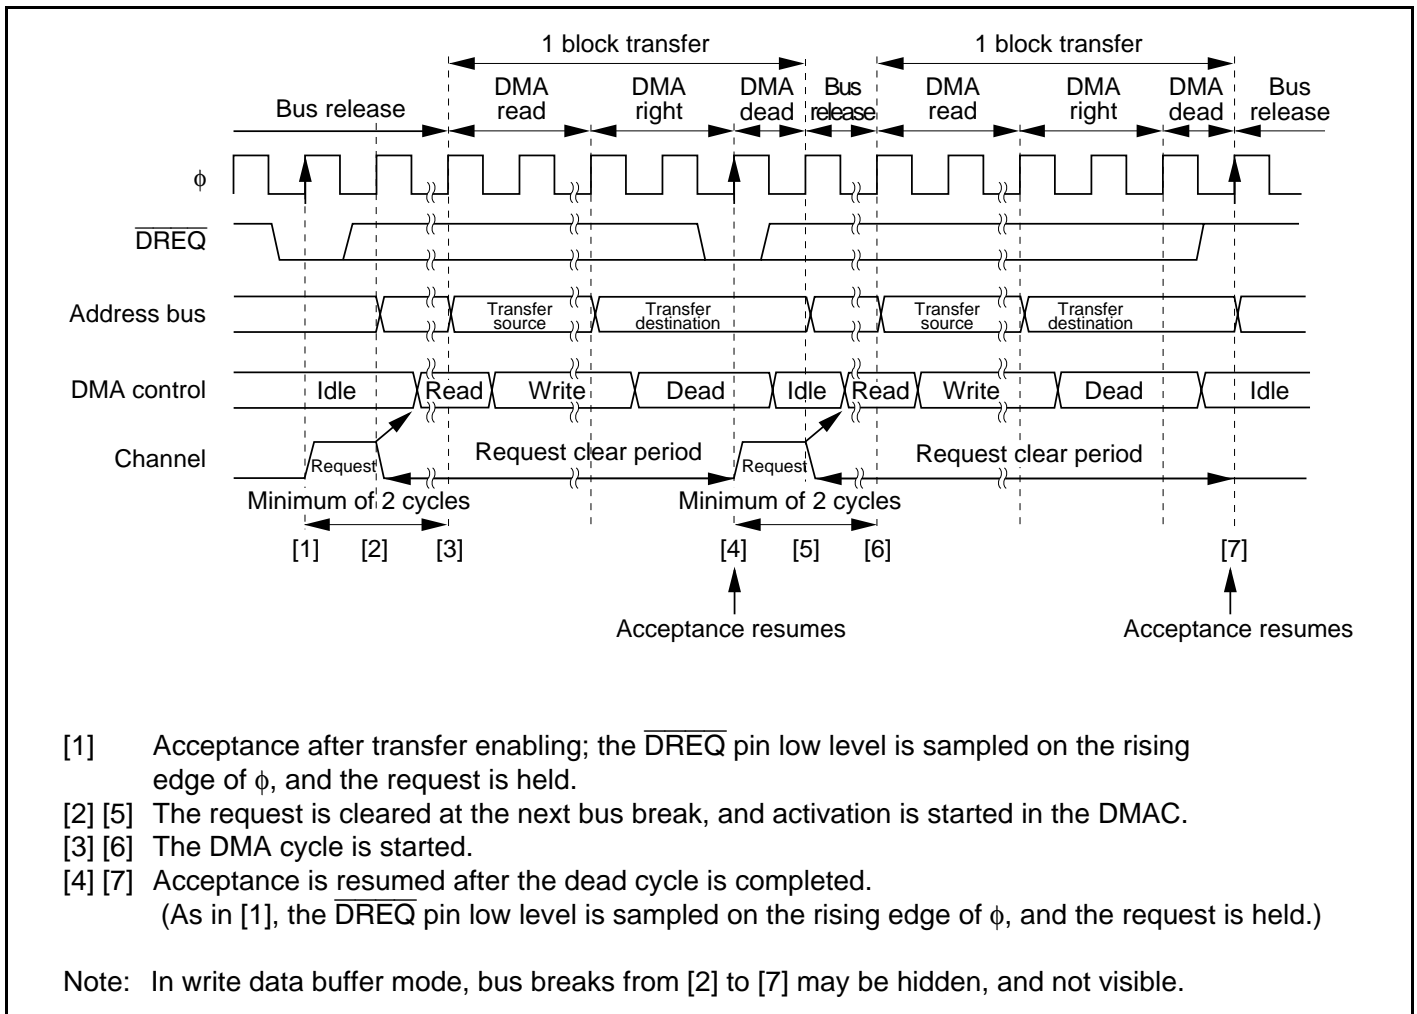 1 block transfer 1 block transfer
Bus release DMA read DMA right DMA dead Bus release DMA read DMA right DMA dead Bus release
φ
DREQ
Address bus Transfer source Transfer destination Transfer source Transfer destination
DMA control Idle Read Write Dead Idle Read Write Dead Idle
Channel Request Request clear period Request Request clear period
Minimum of 2 cycles Minimum of 2 cycles
[1] [2] [3] [4] [5] [6] [7]
Acceptance resumes Acceptance resumes
[1] Acceptance after transfer enabling; the DREQ pin low level is sampled on the rising
edge of φ, and the request is held.
[2] [5] The request is cleared at the next bus break, and activation is started in the DMAC.
[3] [6] The DMA cycle is started.
[4] [7] Acceptance is resumed after the dead cycle is completed.
(As in [1], the DREQ pin low level is sampled on the rising edge of φ, and the request is held.)
Note: In write data buffer mode, bus breaks from [2] to [7] may be hidden, and not visible.